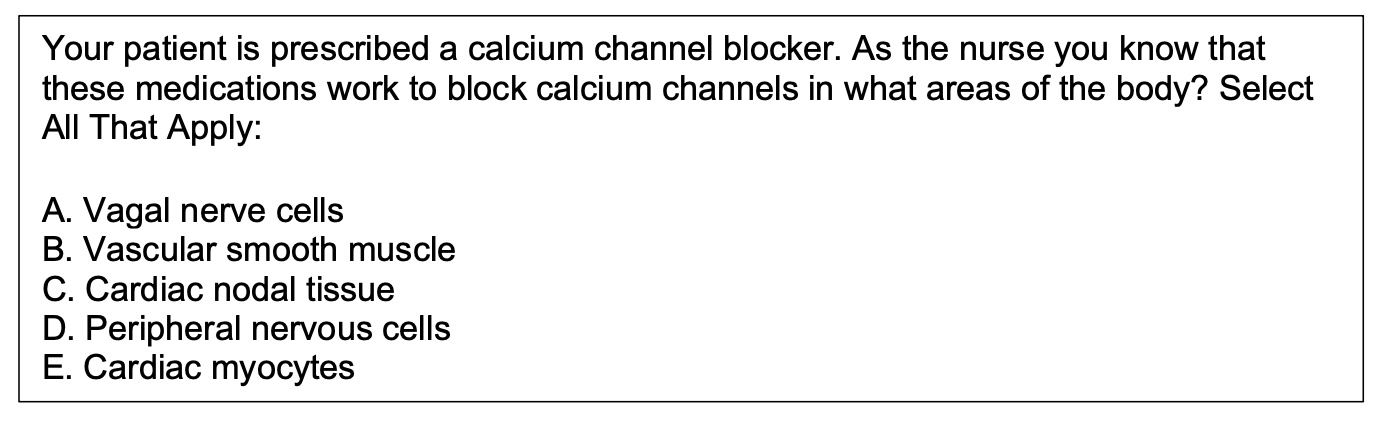 Your patient is prescribed a calcium channel blocker. As the nurse you know that
these medications work to block calcium channels in what areas of the body? Select
All That Apply:
A. Vagal nerve cells
B. Vascular smooth muscle
C. Cardiac nodal tissue
D. Peripheral nervous cells
E. Cardiac myocytes